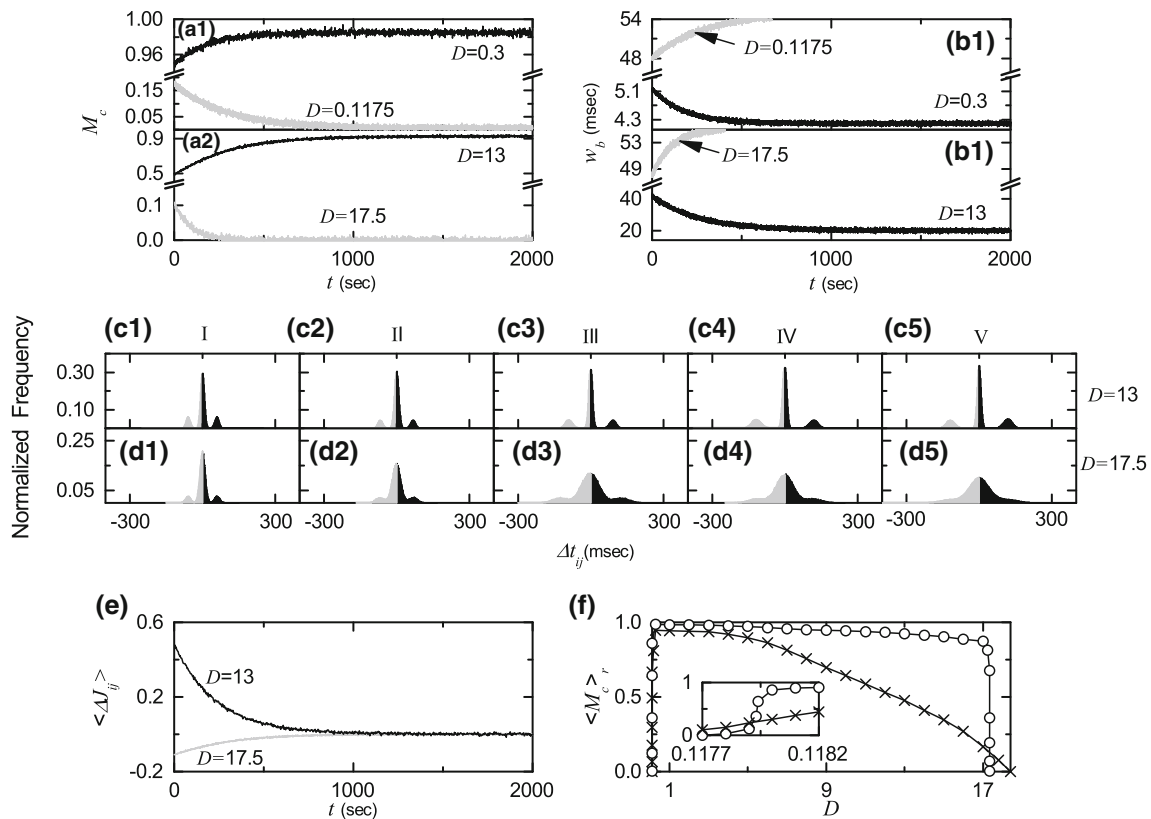 (a1)
1.00
0.96
0.15
0.05
D=0.3
D=0.1175
M_c
(a2)
0.9
0.5
0.1
0.0
D=13
D=17.5
0 1000 2000
t (sec)
(b1)
54
48
5.1
4.3
D=0.1175
D=0.3
w_b (msec)
(b1)
53
49
40
20
D=17.5
D=13
0 1000 2000
t (sec)
Normalized Frequency
(c1) I (c2) II (c3) III (c4) IV (c5) V
0.30
0.10
D=13
(d1) (d2) (d3) (d4) (d5)
0.25
0.05
D=17.5
-300 300 -300 300 -300 300 -300 300 -300 300
Δt_ij(msec)
(e)
0.6
0.2
-0.2
<ΔJ_ij>
D=13
D=17.5
0 1000 2000
t (sec)
(f)
1.0
0.5
0.0
<M_c>_r
1
0
0.1177 0.1182
1 9 17
D